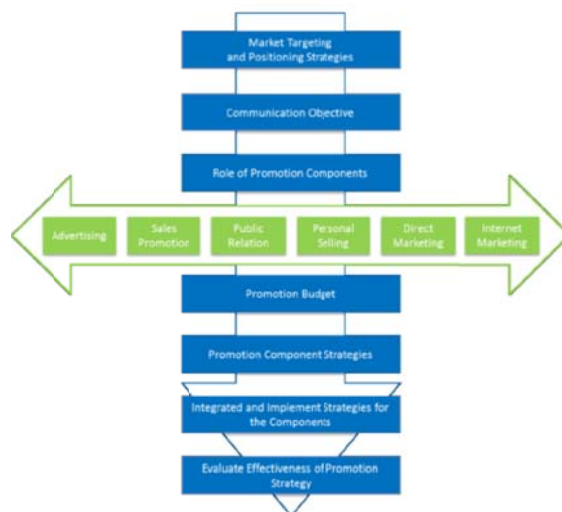 Market Targeting
and Positioning Strategies
Communication Objective
Role of Promotion Components
Advertising
Sales
Promotion
Public
Relation
Personal
Selling
Direct
Marketing
Internet
Marketing
Promotion Budget
Promotion Component Strategies
Integrated and Implement Strategies for
the Components
Evaluate Effectiveness of Promotion
Strategy